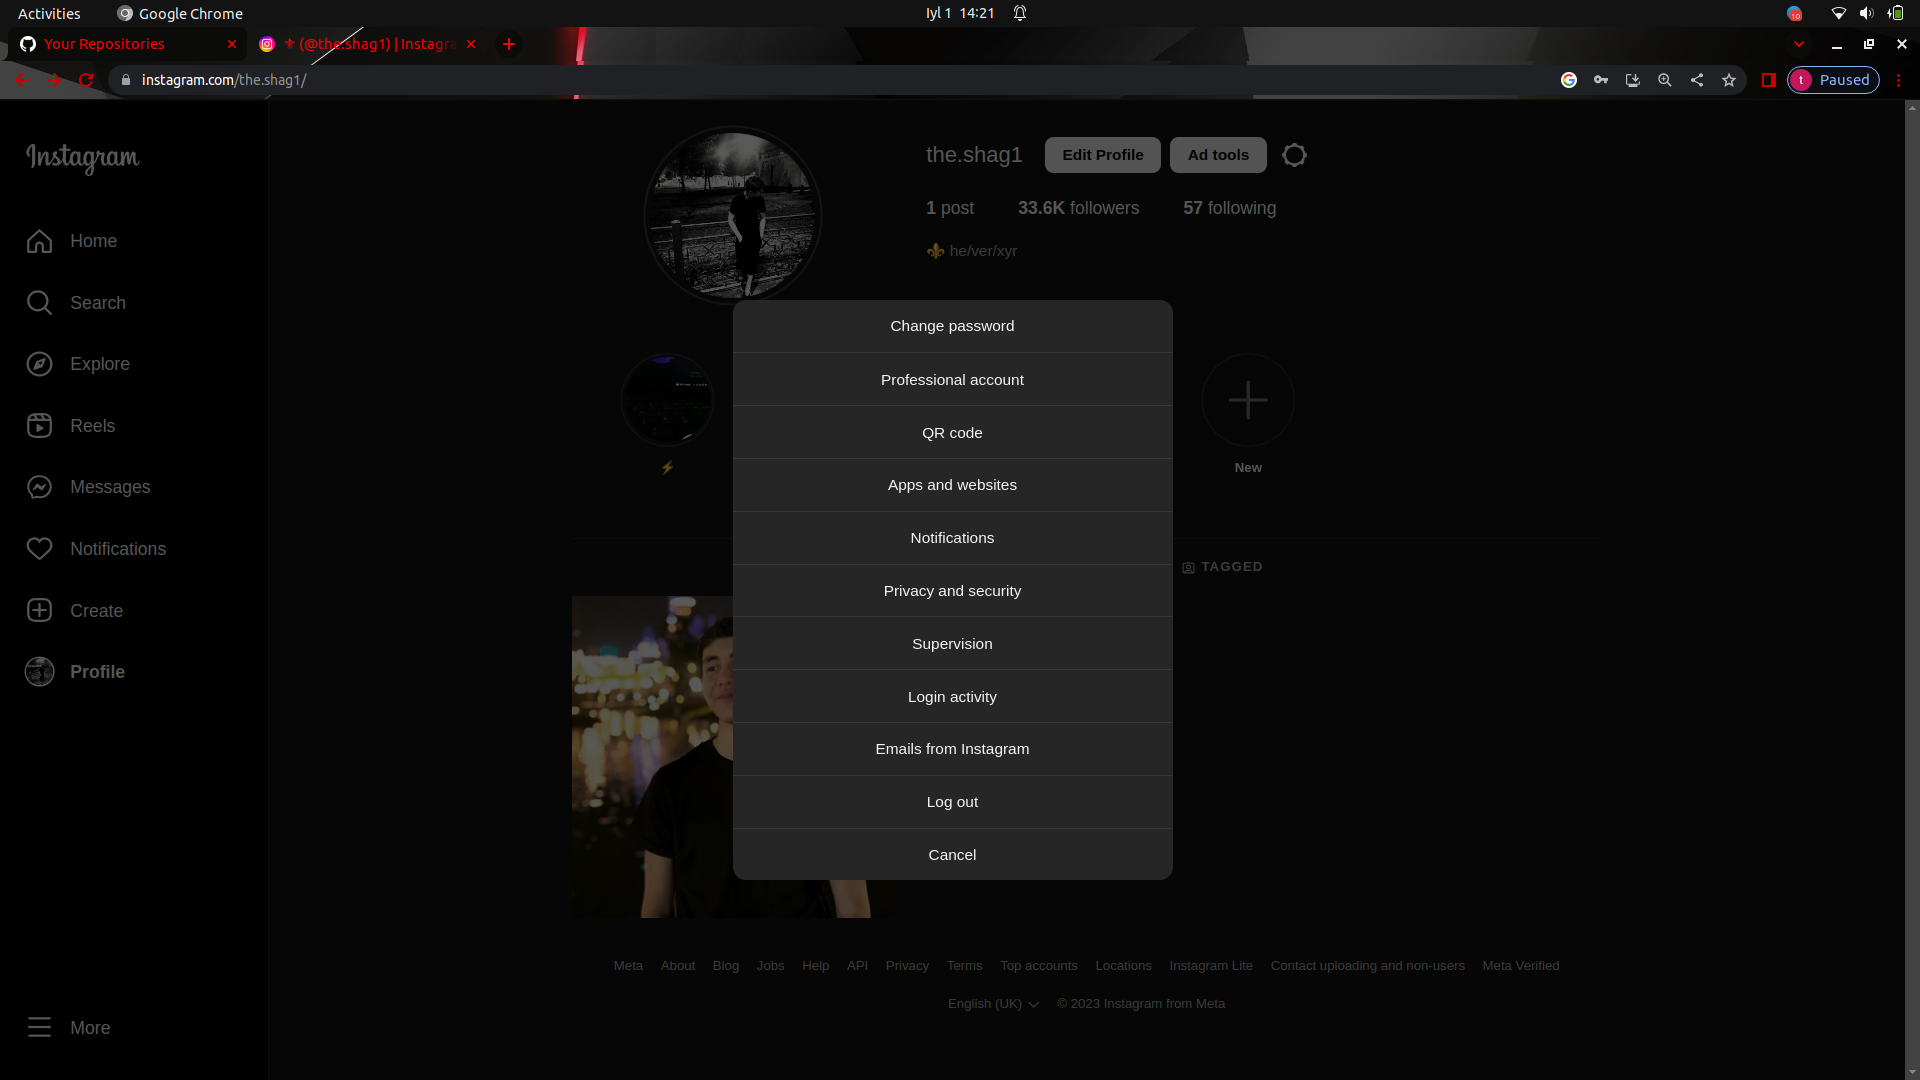 Activities Google Chrome Iyl 1 14:21 10
Your Repositories ⚜ (@the.shag1) | Instagra
instagram.com/the.shag1/ t Paused
Instagram
Home
Search
Explore
Reels
Messages
Notifications
Create
Profile
More
the.shag1 Edit Profile Ad tools
1 post 33.6K followers 57 following
⚜ he/ver/xyr
⚡
New
TAGGED
Change password
Professional account
QR code
Apps and websites
Notifications
Privacy and security
Supervision
Login activity
Emails from Instagram
Log out
Cancel
Meta About Blog Jobs Help API Privacy Terms Top accounts Locations Instagram Lite Contact uploading and non-users Meta Verified
English (UK) © 2023 Instagram from Meta